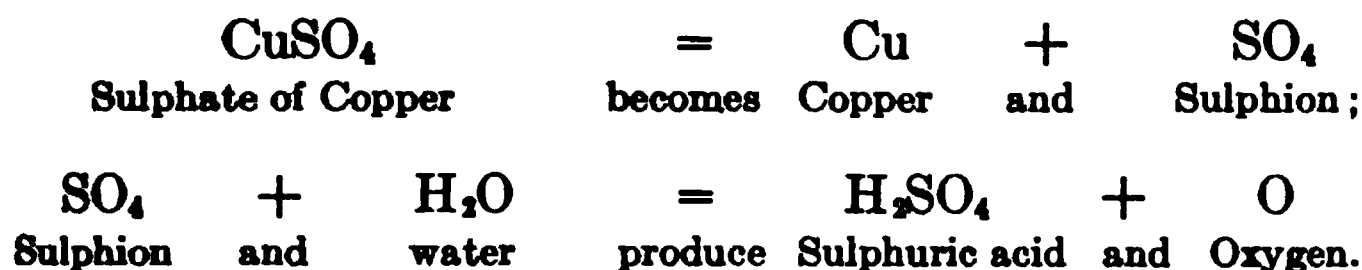 CuSO₄ = Cu + SO₄
Sulphate of Copper becomes Copper and Sulphion;
SO₄ + H₂O = H₂SO₄ + O
Sulphion and water produce Sulphuric acid and Oxygen.